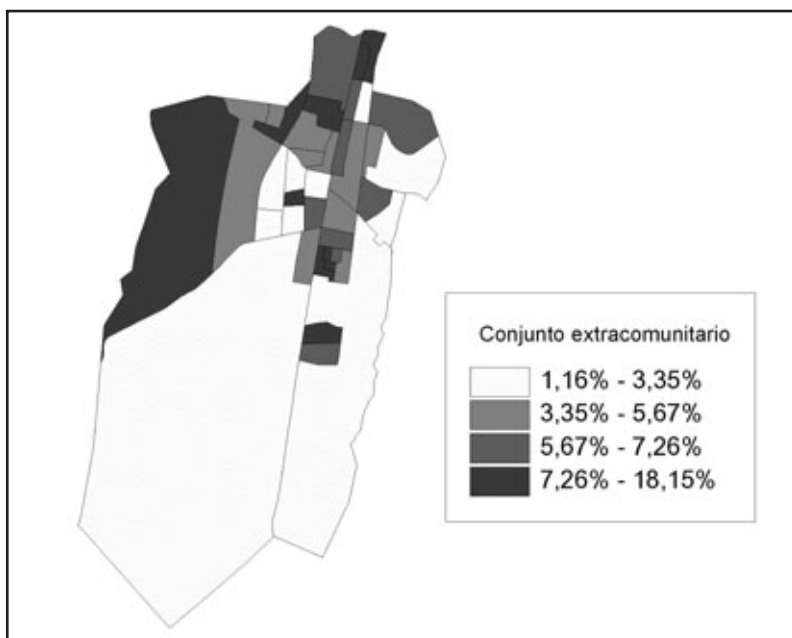 Conjunto extracomunitario
1,16% - 3,35%
3,35% - 5,67%
5,67% - 7,26%
7,26% - 18,15%